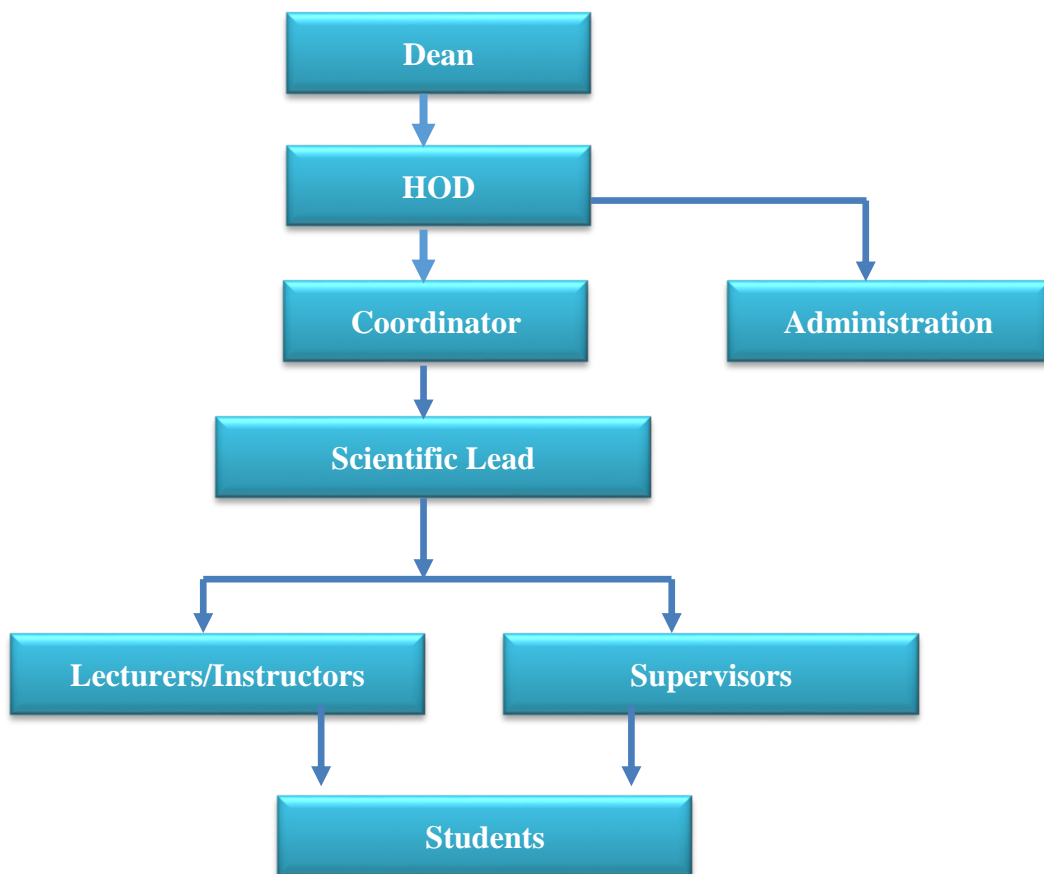 Dean
HOD
Coordinator
Administration
Scientific Lead
Lecturers/Instructors
Supervisors
Students